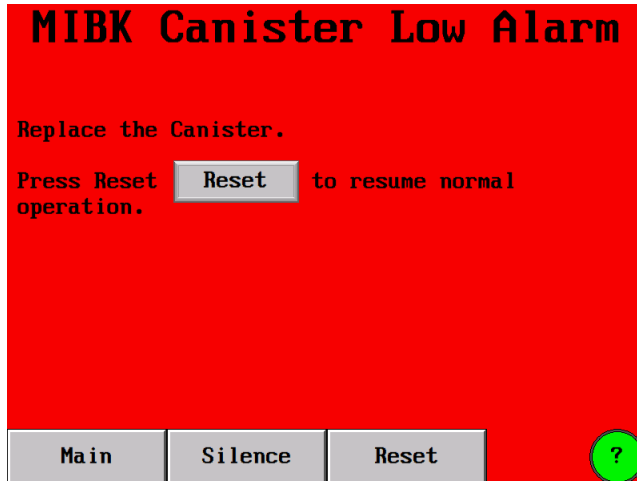 MIBK Canister Low Alarm
Replace the Canister.
Press Reset Reset to resume normal
operation.
Main Silence Reset ?